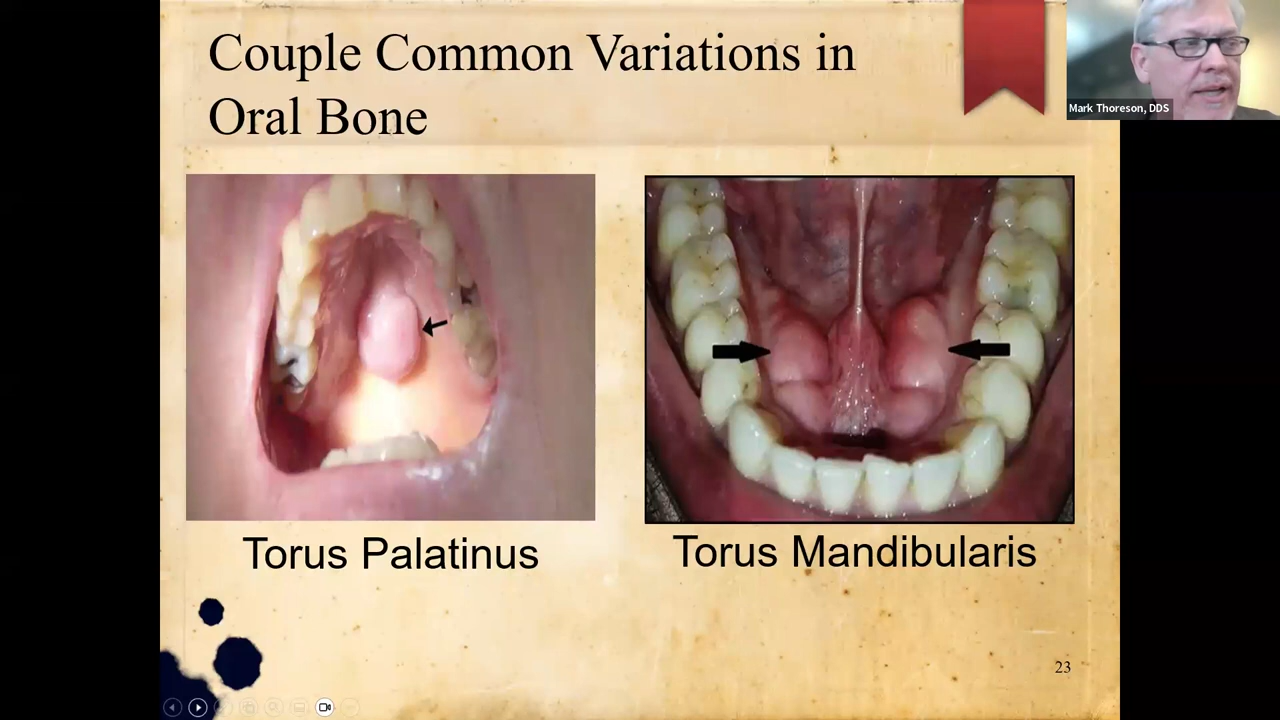 Couple Common Variations in
Oral Bone
Mark Thoreson, DDS
Torus Palatinus
Torus Mandibularis
23